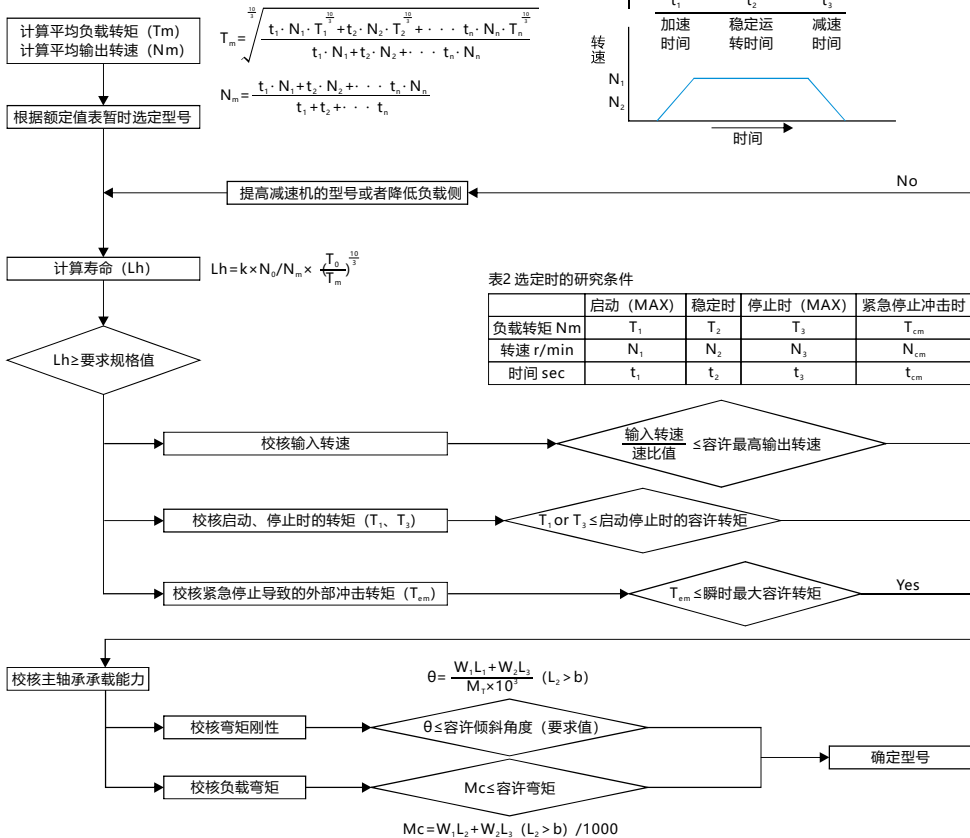 计算平均负载转矩（Tm）
计算平均输出转速（Nm）
T_m=^{10/3}√((t₁·N₁·T₁^{10/3}+t₂·N₂·T₂^{10/3}+···tₙ·Nₙ·Tₙ^{10/3})/(t₁·N₁+t₂·N₂+···tₙ·Nₙ))
N_m=(t₁·N₁+t₂·N₂+···tₙ·Nₙ)/(t₁+t₂+···tₙ)
t₁ t₂ t₃
加速时间 稳定运转时间 减速时间
转速
N₁
N₂
时间
根据额定值表暂时选定型号
提高减速机的型号或者降低负载侧
No
计算寿命（Lh）
Lh=k×N₀/N_m×(T₀/T_m)^{10/3}
表2 选定时的研究条件
启动（MAX） 稳定时 停止时（MAX） 紧急停止冲击时
负载转矩 Nm T₁ T₂ T₃ T_cm
转速 r/min N₁ N₂ N₃ N_cm
时间 sec t₁ t₂ t₃ t_cm
Lh≥要求规格值
校核输入转速
输入转速/速比值 ≤容许最高输出转速
校核启动、停止时的转矩（T₁、T₃）
T₁ or T₃≤启动停止时的容许转矩
校核紧急停止导致的外部冲击转矩（T_em）
T_em≤瞬时最大容许转矩
Yes
校核主轴承承载能力
θ=(W₁L₁+W₂L₃)/(M_T×10³)（L₂>b）
校核弯矩刚性
θ≤容许倾斜角度（要求值）
确定型号
校核负载弯矩
Mc≤容许弯矩
Mc=W₁L₂+W₂L₃（L₂>b）/1000